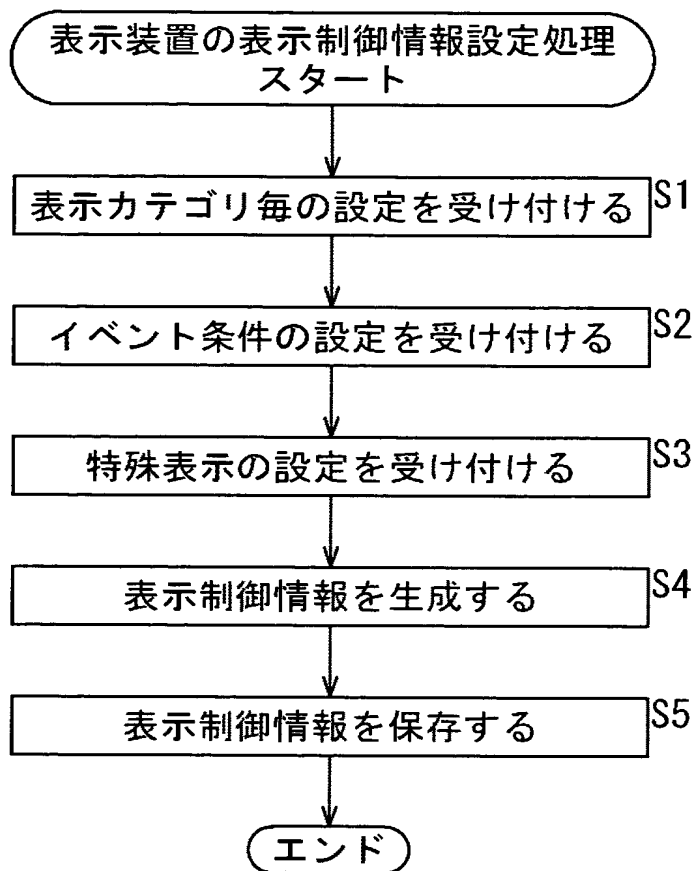 表示装置の表示制御情報設定処理
スタート
表示カテゴリ毎の設定を受け付ける
S1
イベント条件の設定を受け付ける
S2
特殊表示の設定を受け付ける
S3
表示制御情報を生成する
S4
表示制御情報を保存する
S5
エンド